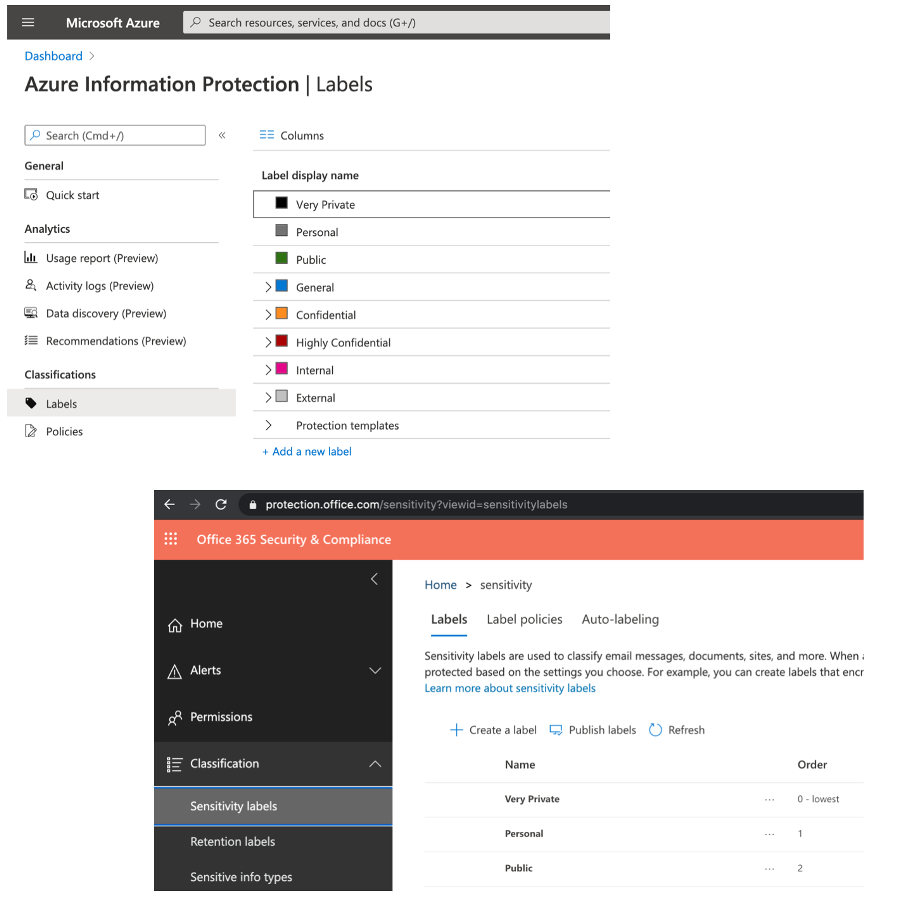 Microsoft Azure
Search resources, services, and docs (G+/)
Dashboard >
Azure Information Protection | Labels
Search (Cmd+/)
«
General
Quick start
Analytics
Usage report (Preview)
Activity logs (Preview)
Data discovery (Preview)
Recommendations (Preview)
Classifications
Labels
Policies
Columns
Label display name
Very Private
Personal
Public
General
Confidential
Highly Confidential
Internal
External
Protection templates
+ Add a new label
protection.office.com/sensitivity?viewid=sensitivitylabels
Office 365 Security & Compliance
Home
Alerts
Permissions
Classification
Sensitivity labels
Retention labels
Sensitive info types
Home > sensitivity
Labels Label policies Auto-labeling
Sensitivity labels are used to classify email messages, documents, sites, and more. When
protected based on the settings you choose. For example, you can create labels that encr
Learn more about sensitivity labels
Create a label Publish labels Refresh
Name Order
Very Private ... 0 - lowest
Personal ... 1
Public ... 2